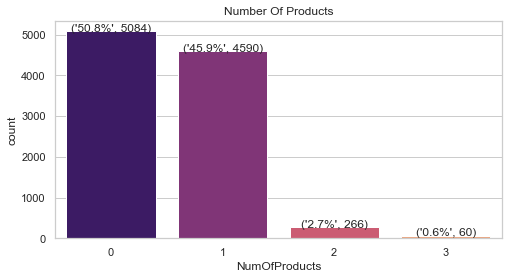 Number Of Products
5000
4000
3000
2000
1000
0
count
('50.8%', 5084)
('45.9%', 4590)
('2.7%', 266)
('0.6%', 60)
0 1 2 3
NumOfProducts